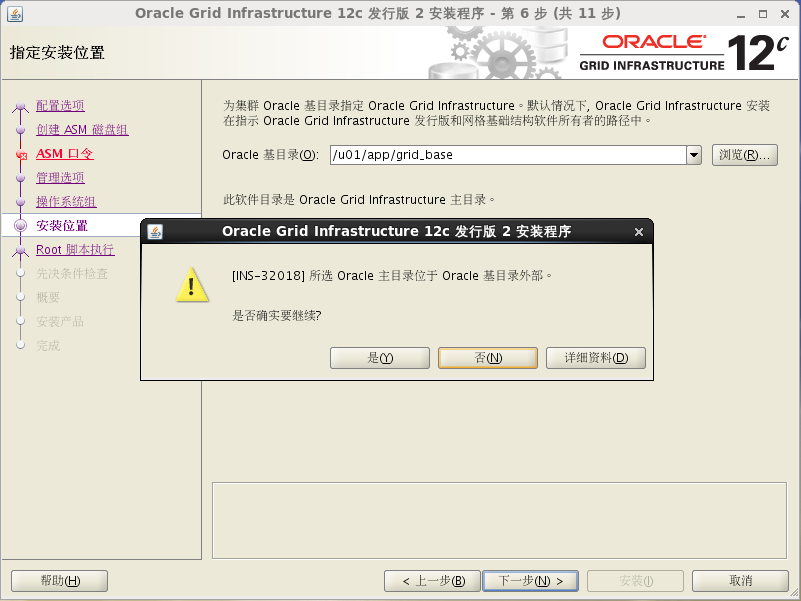 Oracle Grid Infrastructure 12c 发行版 2 安装程序 - 第 6 步 (共 11 步)
指定安装位置
ORACLE®
GRID INFRASTRUCTURE
12c
配置选项
创建 ASM 磁盘组
ASM 口令
管理选项
操作系统组
安装位置
Root 脚本执行
先决条件检查
概要
安装产品
完成
为集群 Oracle 基目录指定 Oracle Grid Infrastructure。默认情况下, Oracle Grid Infrastructure 安装
在指示 Oracle Grid Infrastructure 发行版和网格基础结构软件所有者的路径中。
Oracle 基目录(O): /u01/app/grid_base 浏览(R)...
此软件目录是 Oracle Grid Infrastructure 主目录。
Oracle Grid Infrastructure 12c 发行版 2 安装程序
[INS-32018] 所选 Oracle 主目录位于 Oracle 基目录外部。
是否确实要继续?
是(Y) 否(N) 详细资料(D)
帮助(H) < 上一步(B) 下一步(N) > 安装(I) 取消